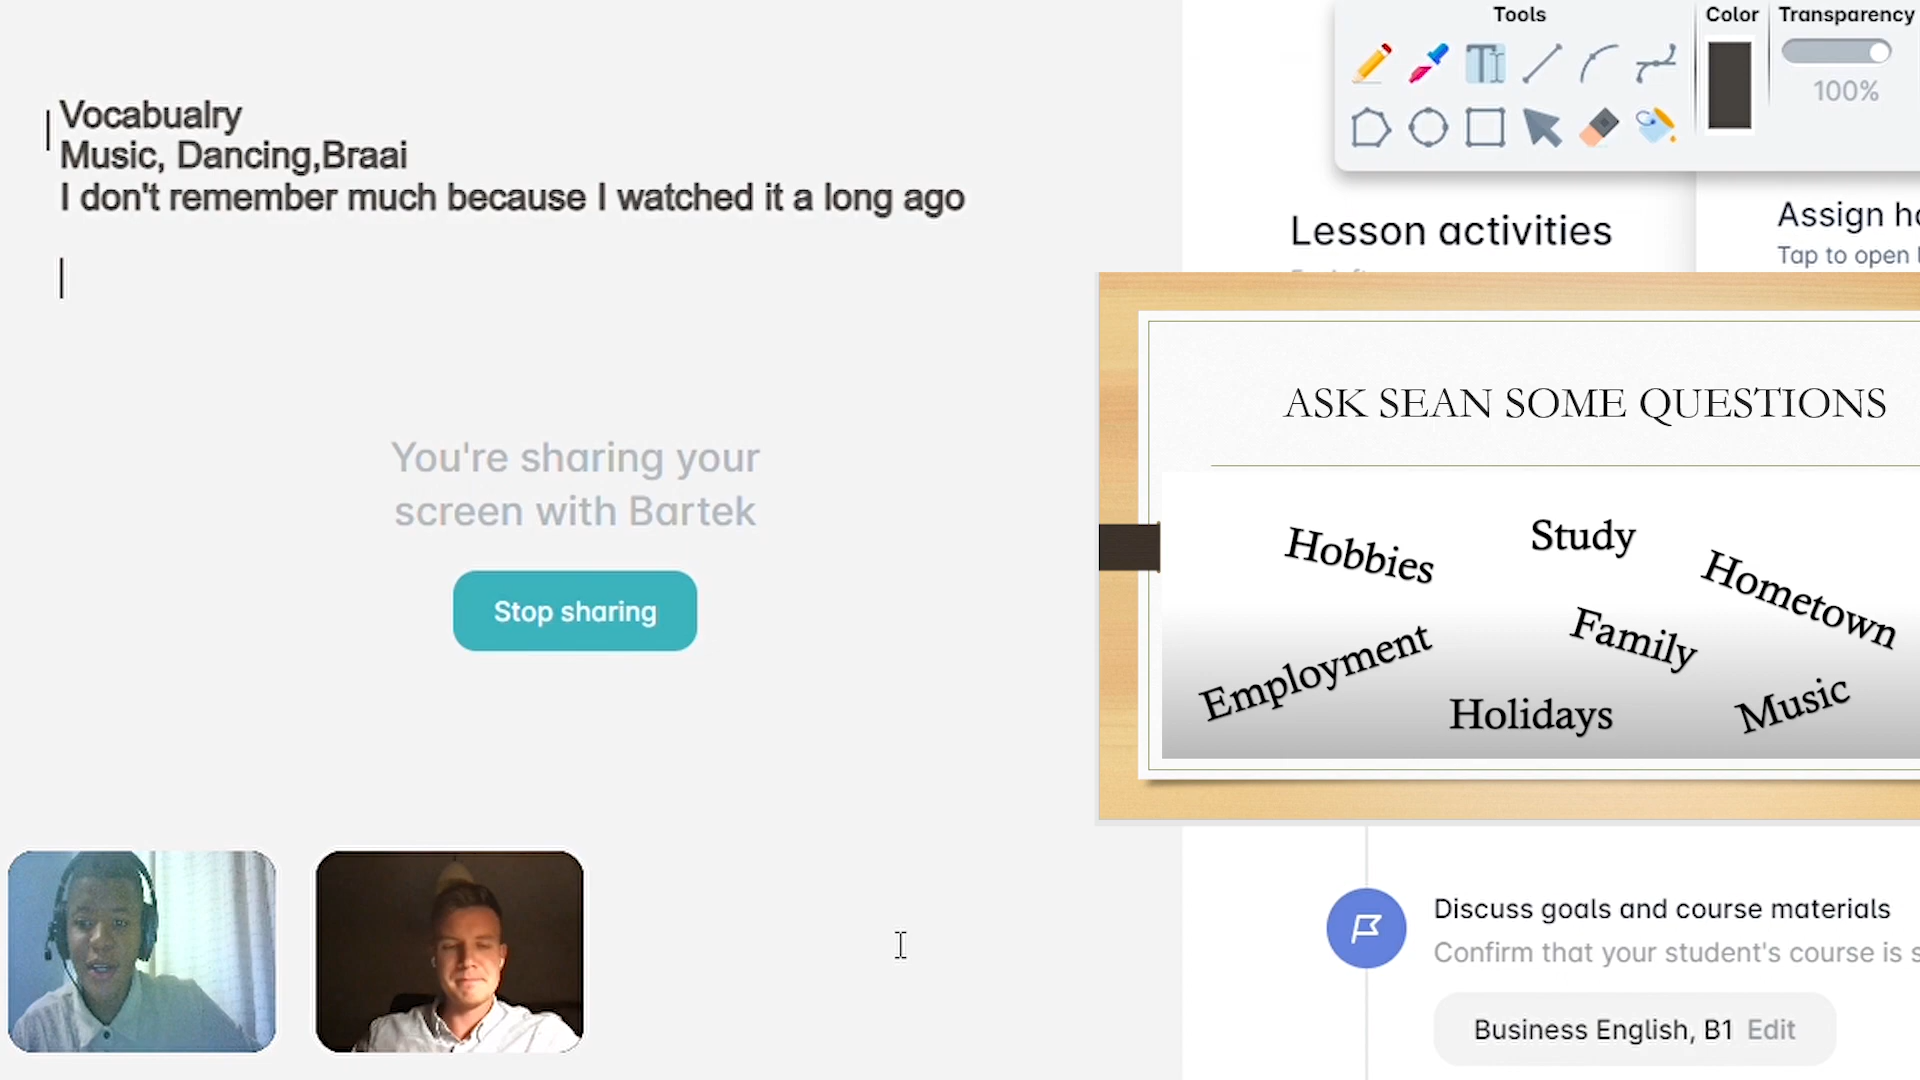 Vocabualry
Music, Dancing,Braai
I don't remember much because I watched it a long ago
You're sharing your
screen with Bartek
Stop sharing
Tools
Color
Transparency
100%
Lesson activities
Assign
Tap to open
ASK SEAN SOME QUESTIONS
Hobbies
Study
Hometown
Employment
Family
Holidays
Music
Discuss goals and course materials
Confirm that your student's course is
Business English, B1 Edit